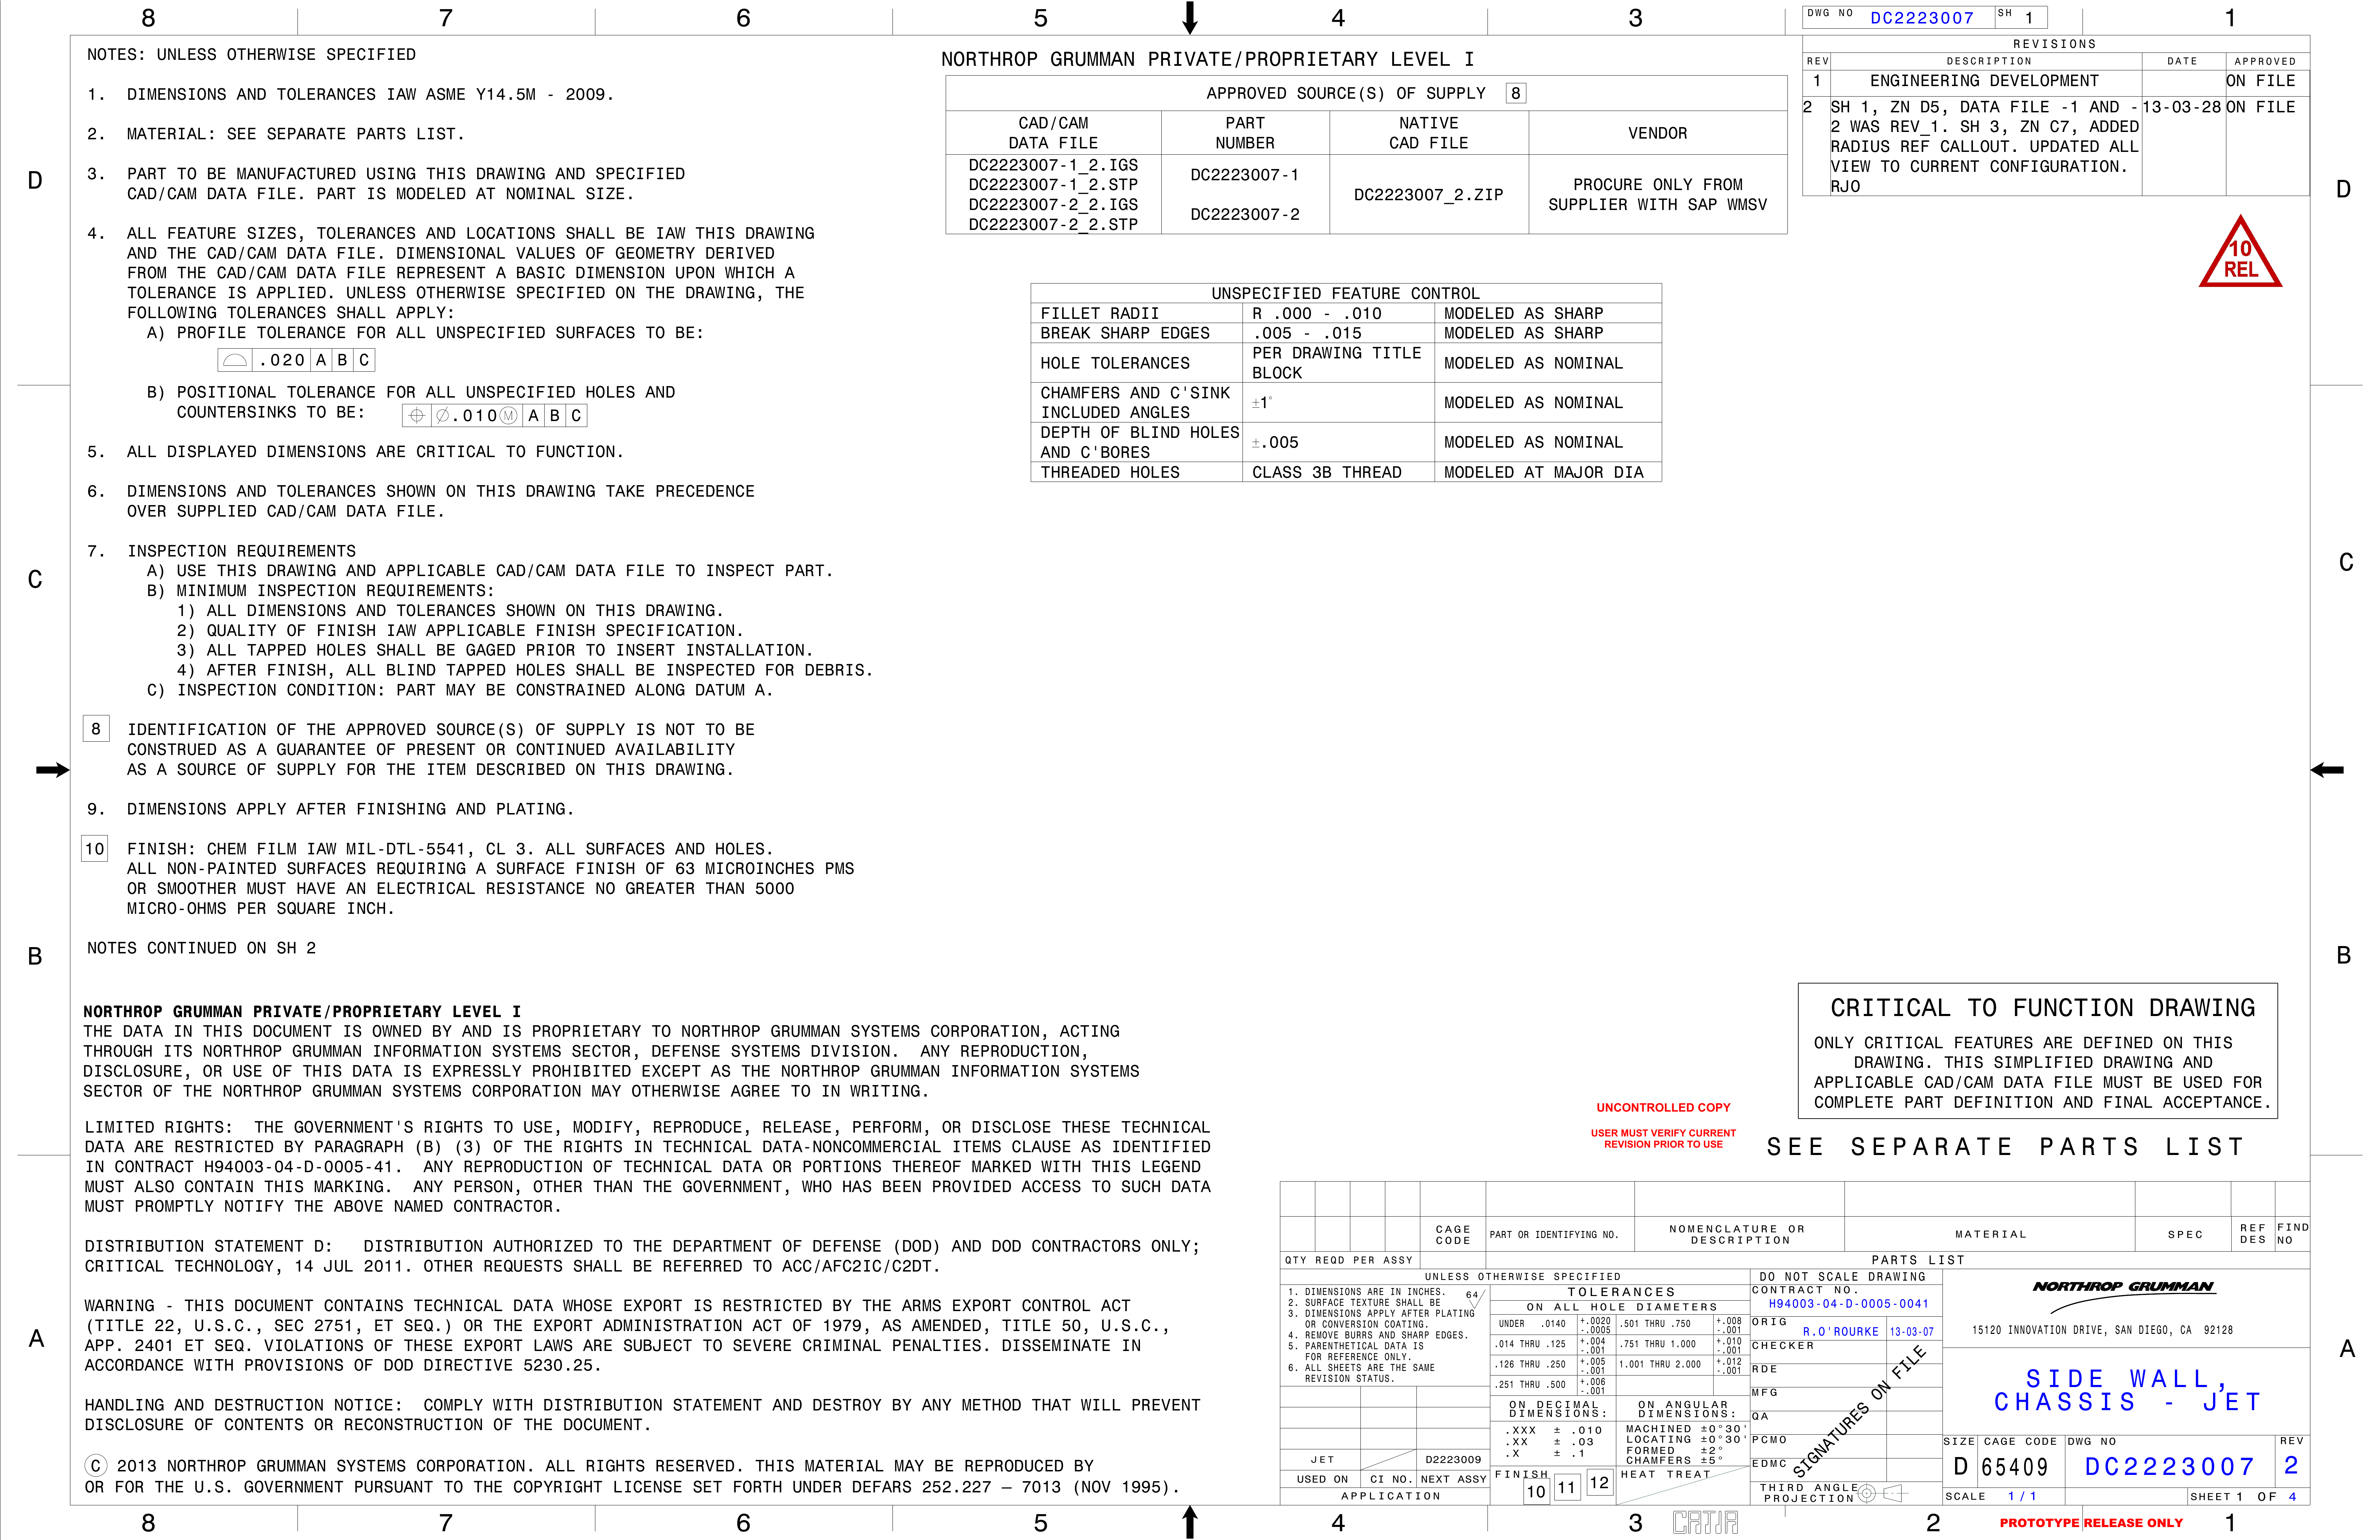 8 7 6 5 4 3 1
DWG NO DC2223007 SH 1
NOTES: UNLESS OTHERWISE SPECIFIED
1. DIMENSIONS AND TOLERANCES IAW ASME Y14.5M - 2009.
2. MATERIAL: SEE SEPARATE PARTS LIST.
3. PART TO BE MANUFACTURED USING THIS DRAWING AND SPECIFIED
CAD/CAM DATA FILE. PART IS MODELED AT NOMINAL SIZE.
4. ALL FEATURE SIZES, TOLERANCES AND LOCATIONS SHALL BE IAW THIS DRAWING
AND THE CAD/CAM DATA FILE. DIMENSIONAL VALUES OF GEOMETRY DERIVED
FROM THE CAD/CAM DATA FILE REPRESENT A BASIC DIMENSION UPON WHICH A
TOLERANCE IS APPLIED. UNLESS OTHERWISE SPECIFIED ON THE DRAWING, THE
FOLLOWING TOLERANCES SHALL APPLY:
A) PROFILE TOLERANCE FOR ALL UNSPECIFIED SURFACES TO BE:
⌓ .020 A B C
B) POSITIONAL TOLERANCE FOR ALL UNSPECIFIED HOLES AND
COUNTERSINKS TO BE: ⌖ ∅.010Ⓜ A B C
5. ALL DISPLAYED DIMENSIONS ARE CRITICAL TO FUNCTION.
6. DIMENSIONS AND TOLERANCES SHOWN ON THIS DRAWING TAKE PRECEDENCE
OVER SUPPLIED CAD/CAM DATA FILE.
7. INSPECTION REQUIREMENTS
A) USE THIS DRAWING AND APPLICABLE CAD/CAM DATA FILE TO INSPECT PART.
B) MINIMUM INSPECTION REQUIREMENTS:
1) ALL DIMENSIONS AND TOLERANCES SHOWN ON THIS DRAWING.
2) QUALITY OF FINISH IAW APPLICABLE FINISH SPECIFICATION.
3) ALL TAPPED HOLES SHALL BE GAGED PRIOR TO INSERT INSTALLATION.
4) AFTER FINISH, ALL BLIND TAPPED HOLES SHALL BE INSPECTED FOR DEBRIS.
C) INSPECTION CONDITION: PART MAY BE CONSTRAINED ALONG DATUM A.
8 IDENTIFICATION OF THE APPROVED SOURCE(S) OF SUPPLY IS NOT TO BE
CONSTRUED AS A GUARANTEE OF PRESENT OR CONTINUED AVAILABILITY
AS A SOURCE OF SUPPLY FOR THE ITEM DESCRIBED ON THIS DRAWING.
9. DIMENSIONS APPLY AFTER FINISHING AND PLATING.
10 FINISH: CHEM FILM IAW MIL-DTL-5541, CL 3. ALL SURFACES AND HOLES.
ALL NON-PAINTED SURFACES REQUIRING A SURFACE FINISH OF 63 MICROINCHES PMS
OR SMOOTHER MUST HAVE AN ELECTRICAL RESISTANCE NO GREATER THAN 5000
MICRO-OHMS PER SQUARE INCH.
NOTES CONTINUED ON SH 2
NORTHROP GRUMMAN PRIVATE/PROPRIETARY LEVEL I
THE DATA IN THIS DOCUMENT IS OWNED BY AND IS PROPRIETARY TO NORTHROP GRUMMAN SYSTEMS CORPORATION, ACTING
THROUGH ITS NORTHROP GRUMMAN INFORMATION SYSTEMS SECTOR, DEFENSE SYSTEMS DIVISION. ANY REPRODUCTION,
DISCLOSURE, OR USE OF THIS DATA IS EXPRESSLY PROHIBITED EXCEPT AS THE NORTHROP GRUMMAN INFORMATION SYSTEMS
SECTOR OF THE NORTHROP GRUMMAN SYSTEMS CORPORATION MAY OTHERWISE AGREE TO IN WRITING.
LIMITED RIGHTS: THE GOVERNMENT'S RIGHTS TO USE, MODIFY, REPRODUCE, RELEASE, PERFORM, OR DISCLOSE THESE TECHNICAL
DATA ARE RESTRICTED BY PARAGRAPH (B) (3) OF THE RIGHTS IN TECHNICAL DATA-NONCOMMERCIAL ITEMS CLAUSE AS IDENTIFIED
IN CONTRACT H94003-04-D-0005-41. ANY REPRODUCTION OF TECHNICAL DATA OR PORTIONS THEREOF MARKED WITH THIS LEGEND
MUST ALSO CONTAIN THIS MARKING. ANY PERSON, OTHER THAN THE GOVERNMENT, WHO HAS BEEN PROVIDED ACCESS TO SUCH DATA
MUST PROMPTLY NOTIFY THE ABOVE NAMED CONTRACTOR.
DISTRIBUTION STATEMENT D: DISTRIBUTION AUTHORIZED TO THE DEPARTMENT OF DEFENSE (DOD) AND DOD CONTRACTORS ONLY;
CRITICAL TECHNOLOGY, 14 JUL 2011. OTHER REQUESTS SHALL BE REFERRED TO ACC/AFC2IC/C2DT.
WARNING - THIS DOCUMENT CONTAINS TECHNICAL DATA WHOSE EXPORT IS RESTRICTED BY THE ARMS EXPORT CONTROL ACT
(TITLE 22, U.S.C., SEC 2751, ET SEQ.) OR THE EXPORT ADMINISTRATION ACT OF 1979, AS AMENDED, TITLE 50, U.S.C.,
APP. 2401 ET SEQ. VIOLATIONS OF THESE EXPORT LAWS ARE SUBJECT TO SEVERE CRIMINAL PENALTIES. DISSEMINATE IN
ACCORDANCE WITH PROVISIONS OF DOD DIRECTIVE 5230.25.
HANDLING AND DESTRUCTION NOTICE: COMPLY WITH DISTRIBUTION STATEMENT AND DESTROY BY ANY METHOD THAT WILL PREVENT
DISCLOSURE OF CONTENTS OR RECONSTRUCTION OF THE DOCUMENT.
© 2013 NORTHROP GRUMMAN SYSTEMS CORPORATION. ALL RIGHTS RESERVED. THIS MATERIAL MAY BE REPRODUCED BY
OR FOR THE U.S. GOVERNMENT PURSUANT TO THE COPYRIGHT LICENSE SET FORTH UNDER DEFARS 252.227 – 7013 (NOV 1995).
NORTHROP GRUMMAN PRIVATE/PROPRIETARY LEVEL I
APPROVED SOURCE(S) OF SUPPLY 8
CAD/CAM DATA FILE PART NUMBER NATIVE CAD FILE VENDOR
DC2223007-1_2.IGS
DC2223007-1_2.STP
DC2223007-2_2.IGS
DC2223007-2_2.STP
DC2223007-1
DC2223007-2
DC2223007_2.ZIP
PROCURE ONLY FROM
SUPPLIER WITH SAP WMSV
UNSPECIFIED FEATURE CONTROL
FILLET RADII R .000 - .010 MODELED AS SHARP
BREAK SHARP EDGES .005 - .015 MODELED AS SHARP
HOLE TOLERANCES PER DRAWING TITLE BLOCK MODELED AS NOMINAL
CHAMFERS AND C'SINK INCLUDED ANGLES ±1° MODELED AS NOMINAL
DEPTH OF BLIND HOLES AND C'BORES ±.005 MODELED AS NOMINAL
THREADED HOLES CLASS 3B THREAD MODELED AT MAJOR DIA
REVISIONS
REV DESCRIPTION DATE APPROVED
1 ENGINEERING DEVELOPMENT ON FILE
2 SH 1, ZN D5, DATA FILE -1 AND - 13-03-28 ON FILE
2 WAS REV_1. SH 3, ZN C7, ADDED
RADIUS REF CALLOUT. UPDATED ALL
VIEW TO CURRENT CONFIGURATION.
RJO
10
REL
D D
C C
B B
A A
CRITICAL TO FUNCTION DRAWING
ONLY CRITICAL FEATURES ARE DEFINED ON THIS
DRAWING. THIS SIMPLIFIED DRAWING AND
APPLICABLE CAD/CAM DATA FILE MUST BE USED FOR
COMPLETE PART DEFINITION AND FINAL ACCEPTANCE.
UNCONTROLLED COPY
USER MUST VERIFY CURRENT
REVISION PRIOR TO USE
SEE SEPARATE PARTS LIST
CAGE CODE PART OR IDENTIFYING NO. NOMENCLATURE OR DESCRIPTION MATERIAL SPEC REF DES FIND NO
QTY REQD PER ASSY PARTS LIST
UNLESS OTHERWISE SPECIFIED
1. DIMENSIONS ARE IN INCHES. 64
2. SURFACE TEXTURE SHALL BE
3. DIMENSIONS APPLY AFTER PLATING
OR CONVERSION COATING.
4. REMOVE BURRS AND SHARP EDGES.
5. PARENTHETICAL DATA IS
FOR REFERENCE ONLY.
6. ALL SHEETS ARE THE SAME
REVISION STATUS.
TOLERANCES
ON ALL HOLE DIAMETERS
UNDER .0140 +.0020 -.0005 .501 THRU .750 +.008 -.001
.014 THRU .125 +.004 -.001 .751 THRU 1.000 +.010 -.001
.126 THRU .250 +.005 -.001 1.001 THRU 2.000 +.012 -.001
.251 THRU .500 +.006 -.001
ON DECIMAL DIMENSIONS:
.XXX ± .010
.XX ± .03
.X ± .1
ON ANGULAR DIMENSIONS:
MACHINED ±0°30'
LOCATING ±0°30'
FORMED ±2°
CHAMFERS ±5°
FINISH 10 11 12 HEAT TREAT
JET D2223009
USED ON CI NO. NEXT ASSY
APPLICATION
DO NOT SCALE DRAWING
CONTRACT NO.
H94003-04-D-0005-0041
ORIG R.O'ROURKE 13-03-07
CHECKER
RDE
MFG
QA
PCMO
EDMC
SIGNATURES ON FILE
THIRD ANGLE
PROJECTION
NORTHROP GRUMMAN
15120 INNOVATION DRIVE, SAN DIEGO, CA 92128
SIDE WALL,
CHASSIS - JET
SIZE CAGE CODE DWG NO REV
D 65409 DC2223007 2
SCALE 1/1 SHEET 1 OF 4
8 7 6 5 4 3 2 1
CATIA
PROTOTYPE RELEASE ONLY